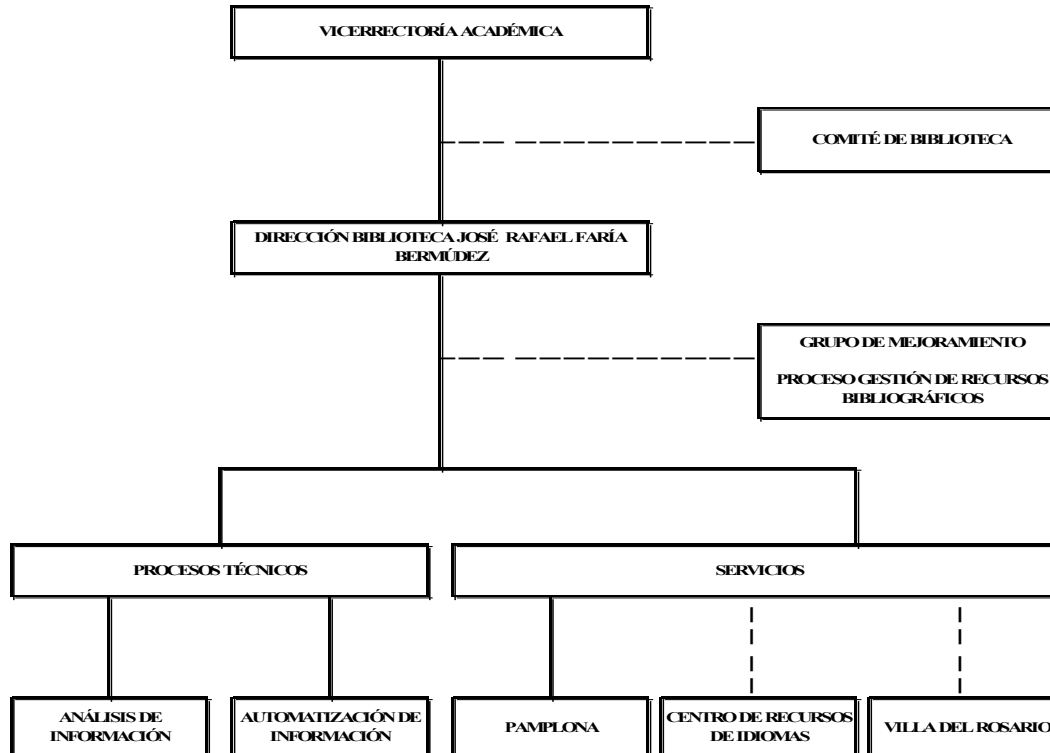 VICERRECTORÍA ACADÉMICA
COMITÉ DE BIBLIOTECA
DIRECCIÓN BIBLIOTECA JOSÉ RAFAEL FARÍA
BERMÚDEZ
GRUPO DE MEJORAMIENTO
PROCESO GESTIÓN DE RECURSOS
BIBLIOGRÁFICOS
PROCESOS TÉCNICOS
SERVICIOS
ANÁLISIS DE
INFORMACIÓN
AUTOMATIZACIÓN DE
INFORMACIÓN
PAMPLONA
CENTRO DE RECURSOS
DE IDIOMAS
VILLA DEL ROSARIO